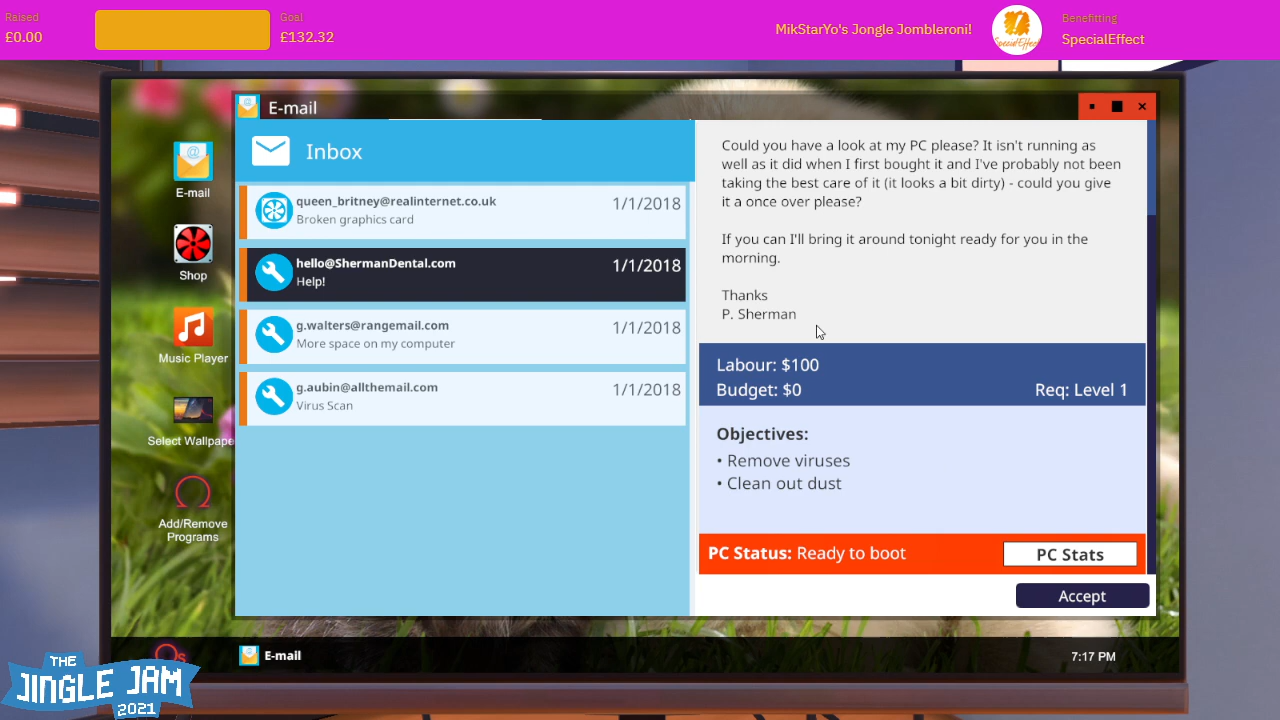 Raised
£0.00
Goal
£132.32
MikStarYo's Jongle Jombleroni!
SpecialEffect
Benefitting
SpecialEffect
E-mail
Inbox
E-mail
Shop
Music Player
Select Wallpape
Add/Remove
Programs
queen_britney@realinternet.co.uk
Broken graphics card
1/1/2018
hello@ShermanDental.com
Help!
1/1/2018
g.walters@rangemail.com
More space on my computer
1/1/2018
g.aubin@allthemail.com
Virus Scan
1/1/2018
Could you have a look at my PC please? It isn't running as
well as it did when I first bought it and I've probably not been
taking the best care of it (it looks a bit dirty) - could you give
it a once over please?
If you can I'll bring it around tonight ready for you in the
morning.
Thanks
P. Sherman
Labour: $100
Budget: $0
Req: Level 1
Objectives:
• Remove viruses
• Clean out dust
PC Status: Ready to boot
PC Stats
Accept
E-mail
7:17 PM
THE
JINGLE JAM
2021